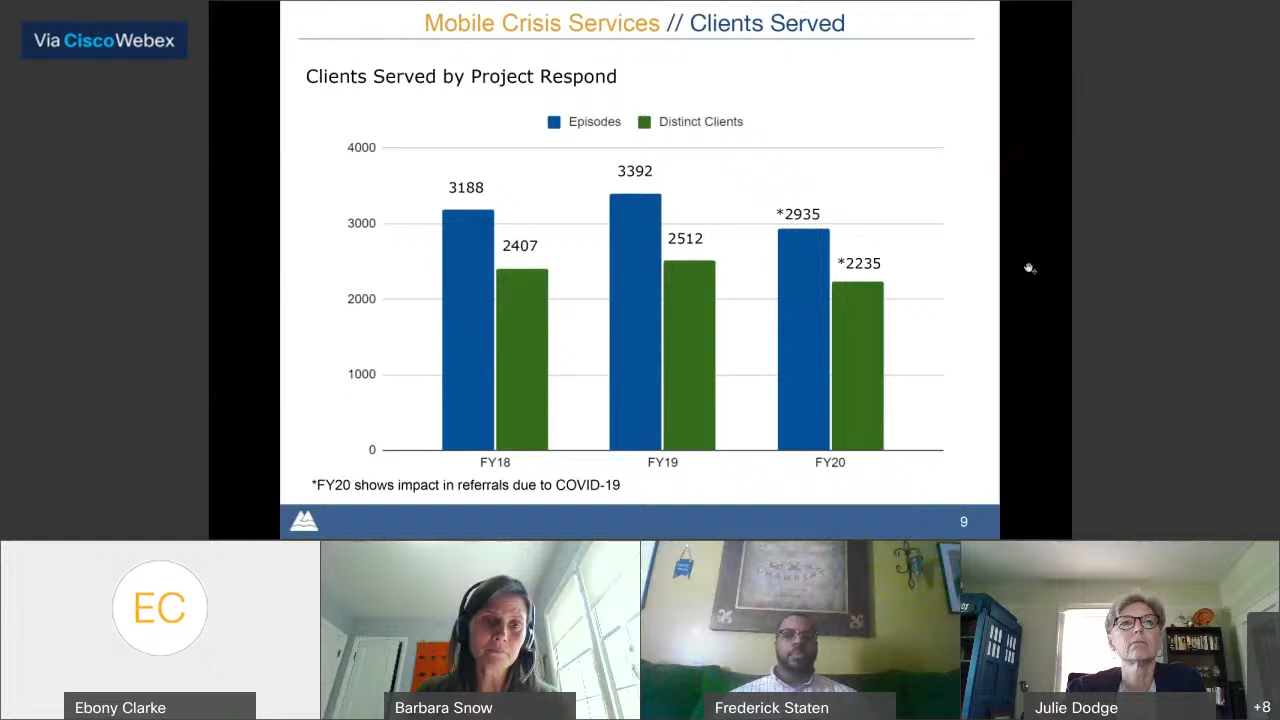 Via CiscoWebex
Mobile Crisis Services // Clients Served
Clients Served by Project Respond
Episodes
Distinct Clients
4000
3000
2000
1000
0
3188
2407
3392
2512
*2935
*2235
FY18
FY19
FY20
*FY20 shows impact in referrals due to COVID-19
9
EC
Ebony Clarke
Barbara Snow
CHAMBERS
Frederick Staten
Julie Dodge
+8